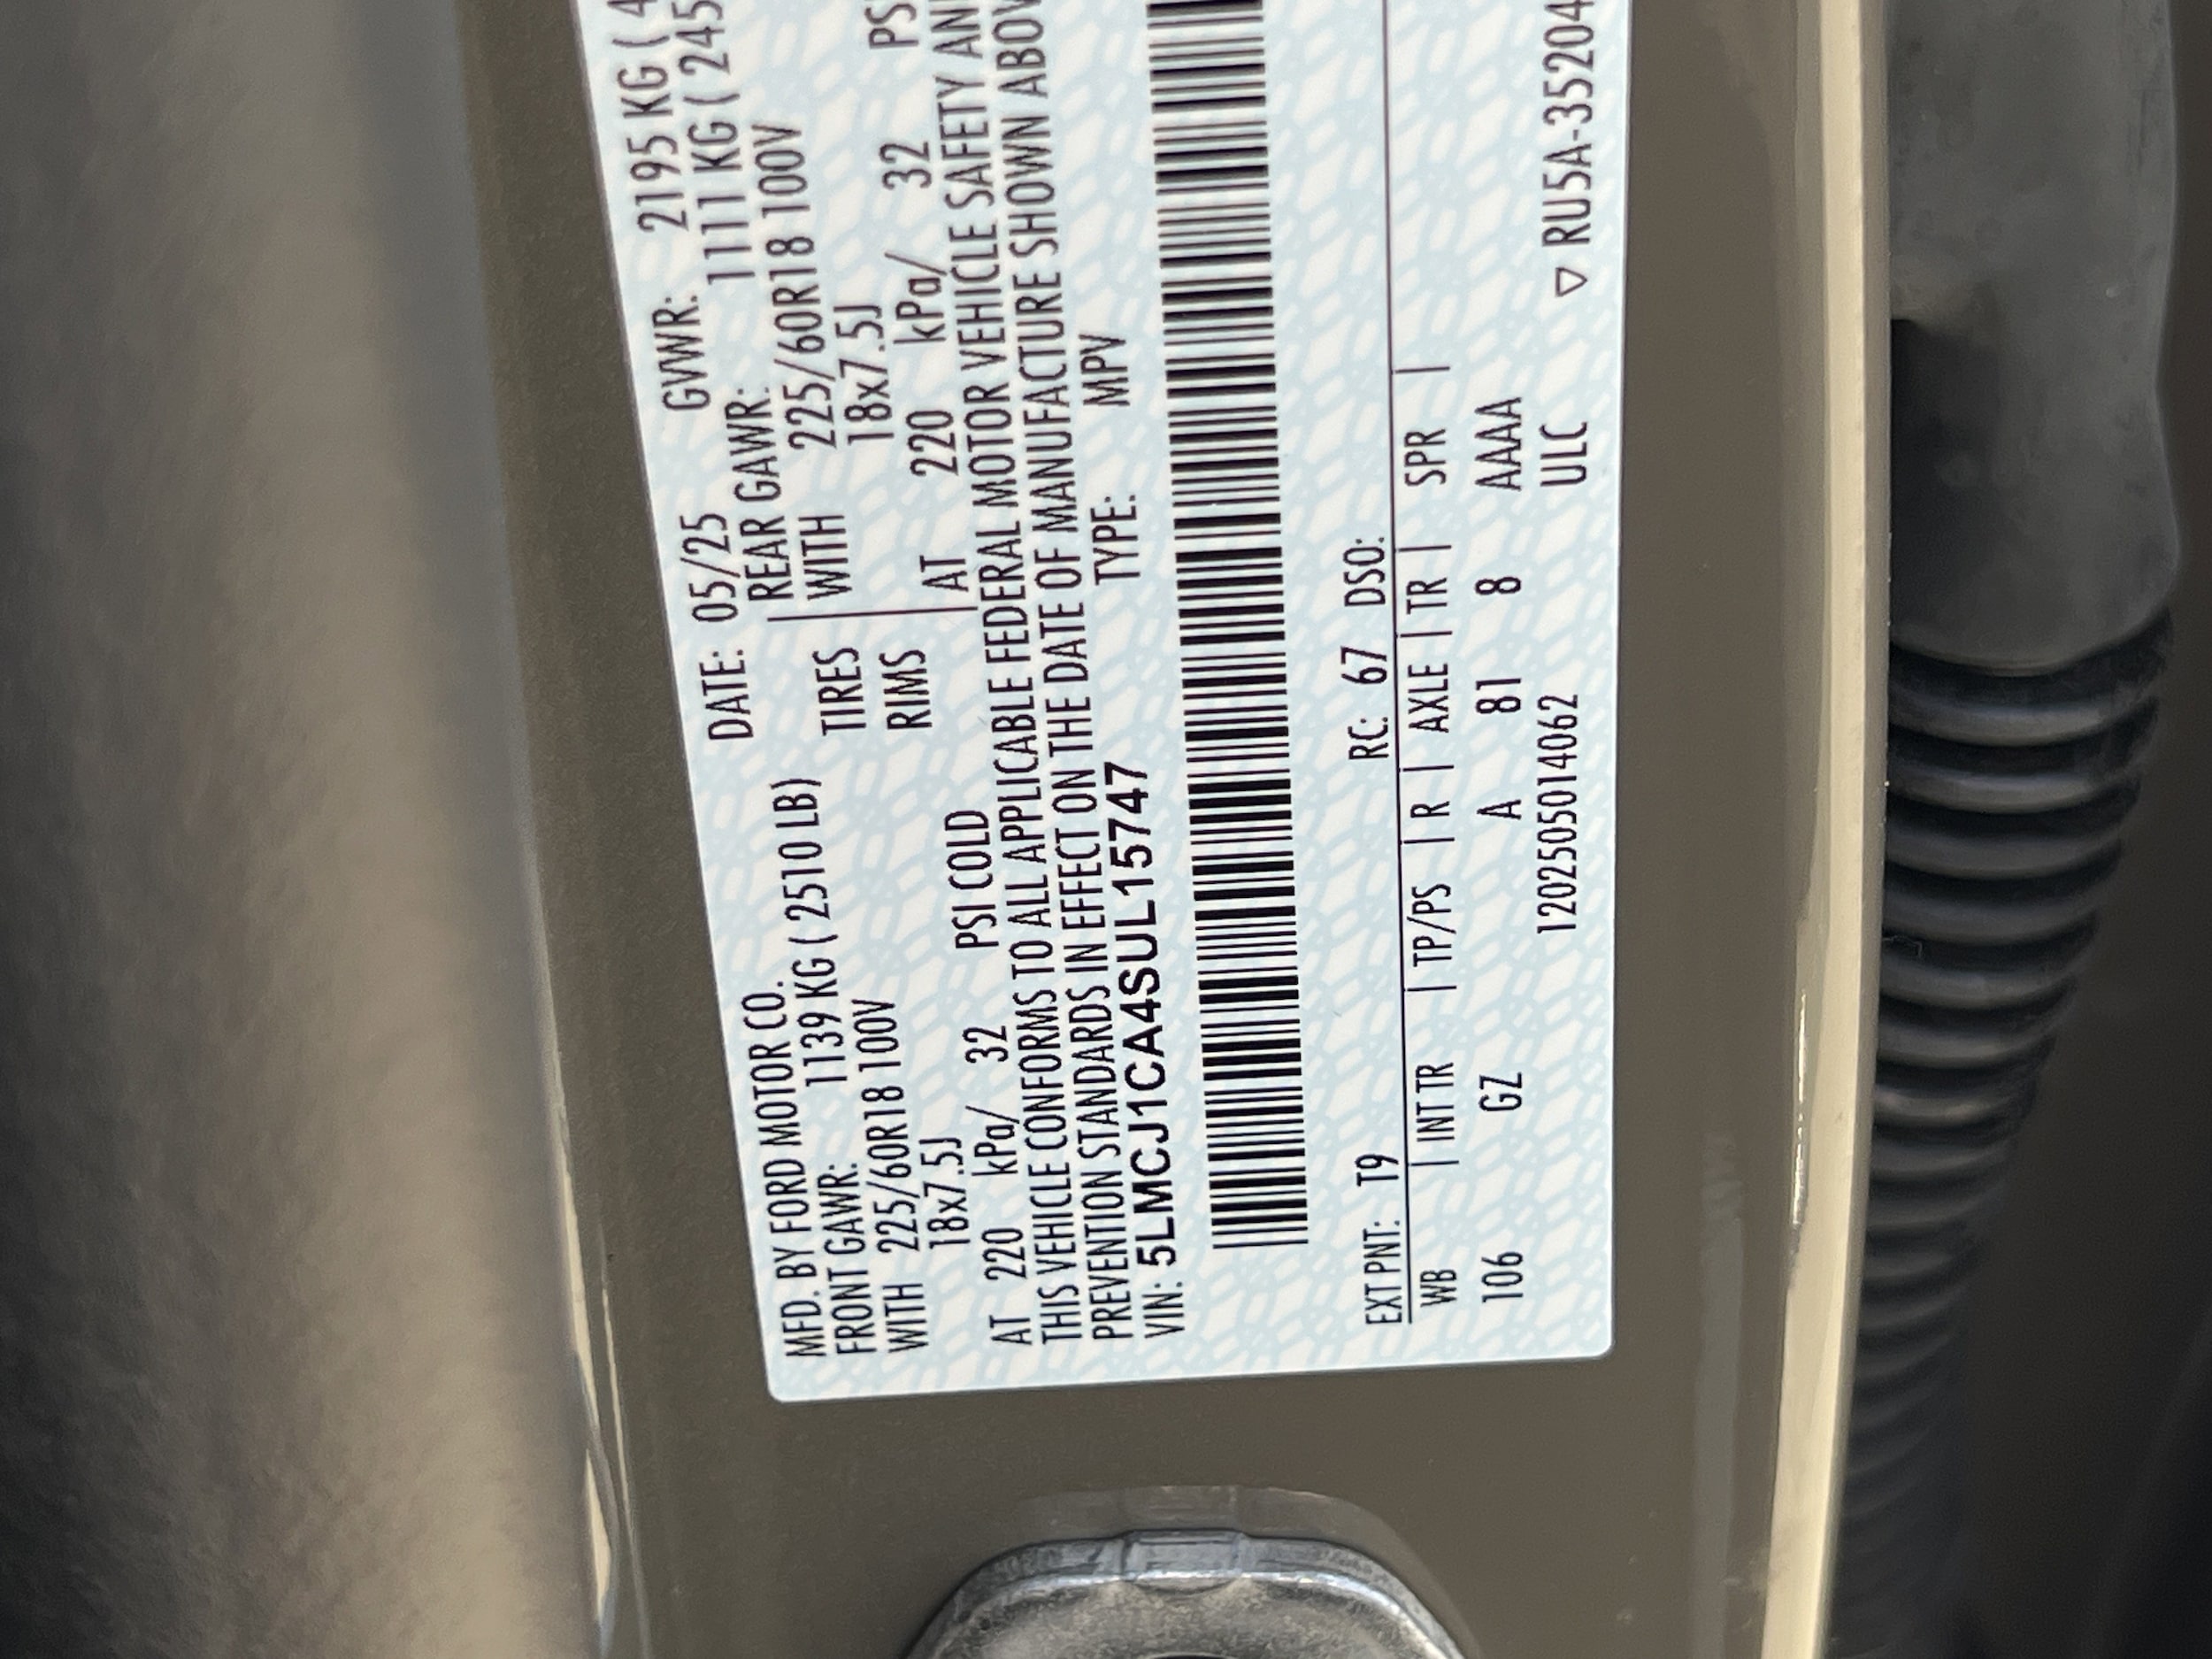 MFD. BY FORD MOTOR CO. DATE: 05/25 GVWR: 2195 KG ( 4
FRONT GAWR: 1139 KG ( 2510 LB) REAR GAWR: 1111 KG ( 245
WITH 225/60R18 100V TIRES WITH 225/60R18 100V
18x7.5J RIMS 18x7.5J
AT 220 kPa/ 32 PSI COLD AT 220 kPa/ 32 PS
THIS VEHICLE CONFORMS TO ALL APPLICABLE FEDERAL MOTOR VEHICLE SAFETY AN
PREVENTION STANDARDS IN EFFECT ON THE DATE OF MANUFACTURE SHOWN ABOV
VIN: 5LMCJ1CA4SUL15747 TYPE: MPV
EXT PNT: T9 RC: 67 DSO:
WB | INT TR | TP/PS | R | AXLE | TR | SPR |
106 GZ A 81 8 AAAA
1202505014062 ULC ▽ RU5A-35204